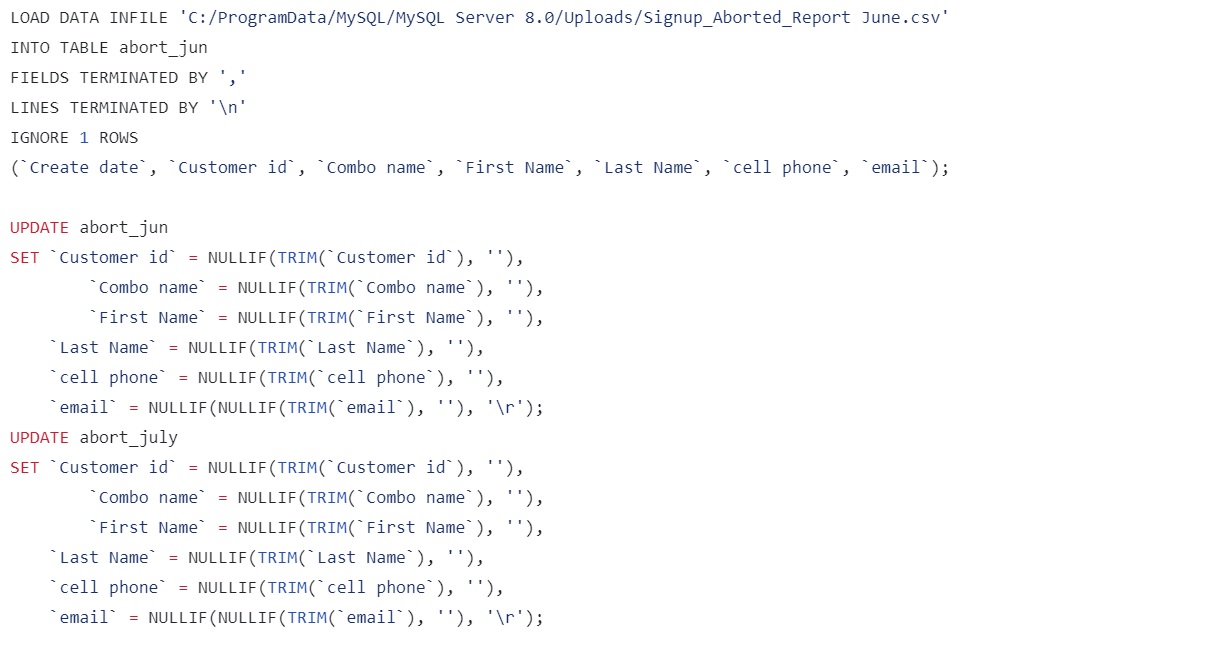 LOAD DATA INFILE 'C:/ProgramData/MySQL/MySQL Server 8.0/Uploads/Signup_Aborted_Report June.csv'
INTO TABLE abort_jun
FIELDS TERMINATED BY ','
LINES TERMINATED BY '\n'
IGNORE 1 ROWS
(`Create date`, `Customer id`, `Combo name`, `First Name`, `Last Name`, `cell phone`, `email`);

UPDATE abort_jun
SET `Customer id` = NULLIF(TRIM(`Customer id`), ''),
        `Combo name` = NULLIF(TRIM(`Combo name`), ''),
        `First Name` = NULLIF(TRIM(`First Name`), ''),
    `Last Name` = NULLIF(TRIM(`Last Name`), ''),
    `cell phone` = NULLIF(TRIM(`cell phone`), ''),
    `email` = NULLIF(NULLIF(TRIM(`email`), ''), '\r');
UPDATE abort_july
SET `Customer id` = NULLIF(TRIM(`Customer id`), ''),
        `Combo name` = NULLIF(TRIM(`Combo name`), ''),
        `First Name` = NULLIF(TRIM(`First Name`), ''),
    `Last Name` = NULLIF(TRIM(`Last Name`), ''),
    `cell phone` = NULLIF(TRIM(`cell phone`), ''),
    `email` = NULLIF(NULLIF(TRIM(`email`), ''), '\r');